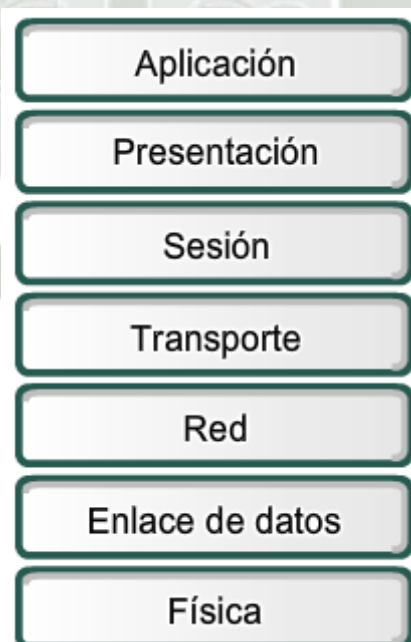 Aplicación
Presentación
Sesión
Transporte
Red
Enlace de datos
Física